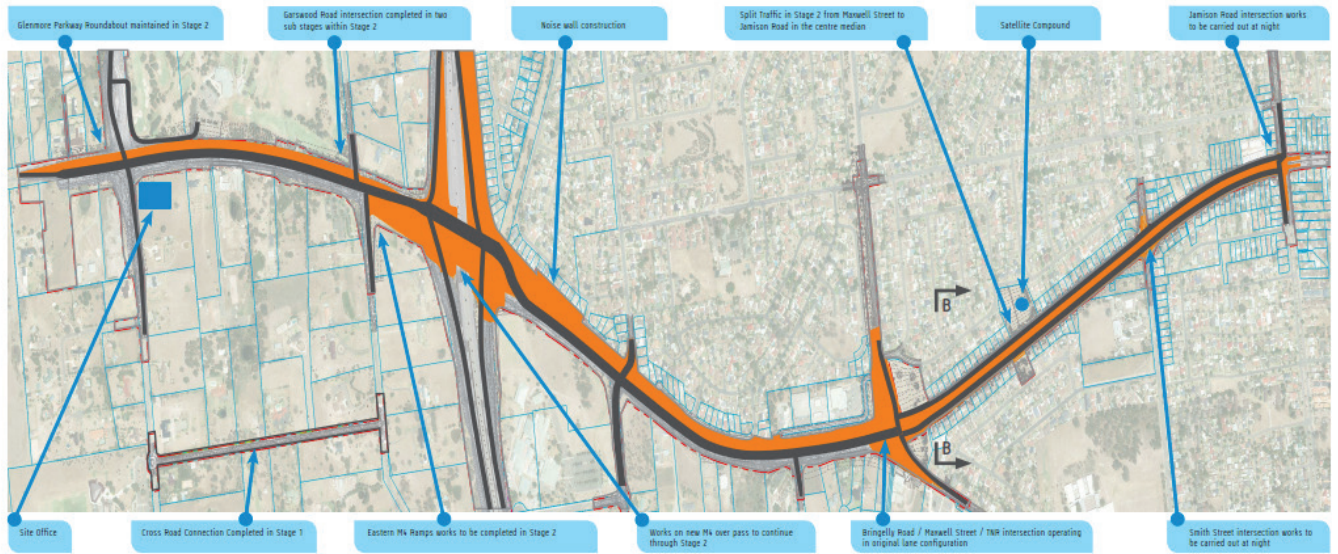 Glenmore Parkway Roundabout maintained in Stage 2
Garswood Road intersection completed in two
sub stages within Stage 2
Noise wall construction
Split Traffic in Stage 2 from Maxwell Street to
Jamison Road in the centre median
Satellite Compound
Jamison Road intersection works
to be carried out at night
B
B
Site Office
Cross Road Connection Completed in Stage 1
Eastern M4 Ramps works to be completed in Stage 2
Works on new M4 over pass to continue
through Stage 2
Bringelly Road / Maxwell Street / TNR intersection operating
in original lane configuration
Smith Street intersection works to
be carried out at night